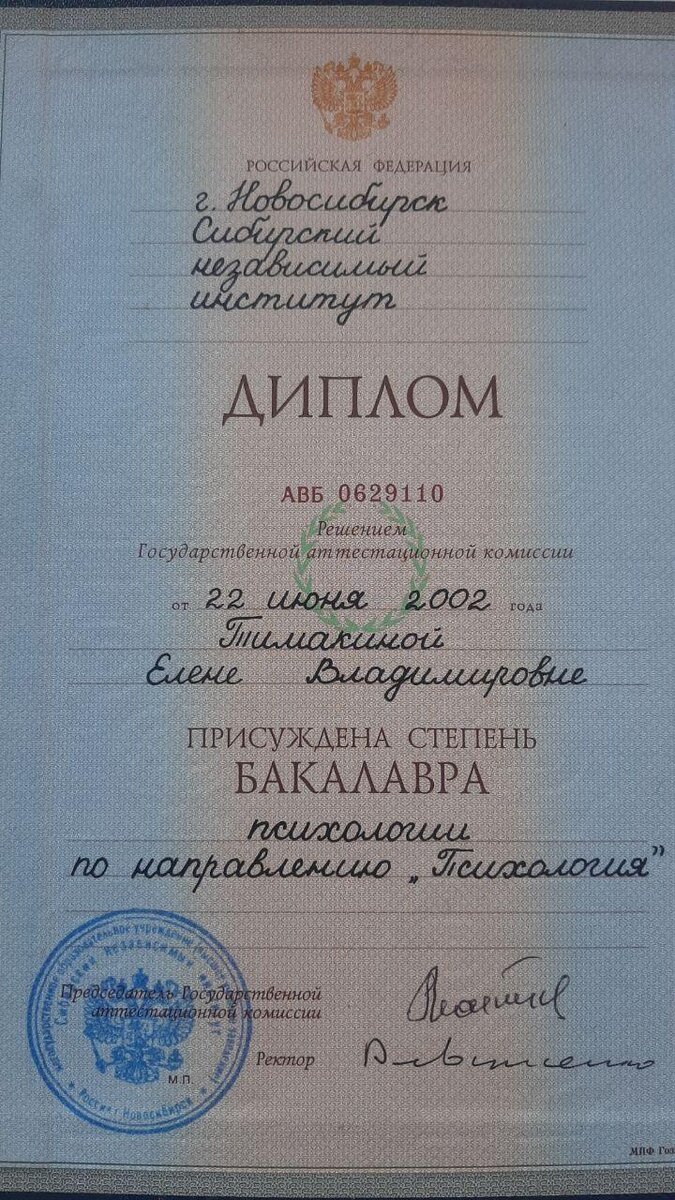 РОССИЙСКАЯ ФЕДЕРАЦИЯ
г. Новосибирск
Сибирский
независимый
институт
ДИПЛОМ
АВБ 0629110
Решением
Государственной аттестационной комиссии
от 22 июня 2002 года
Тимакиной
Елене Владимировне
ПРИСУЖДЕНА СТЕПЕНЬ
БАКАЛАВРА
психологии
по направлению „Психология”
Председатель Государственной
аттестационной комиссии
Ректор
М.П.
МПФ